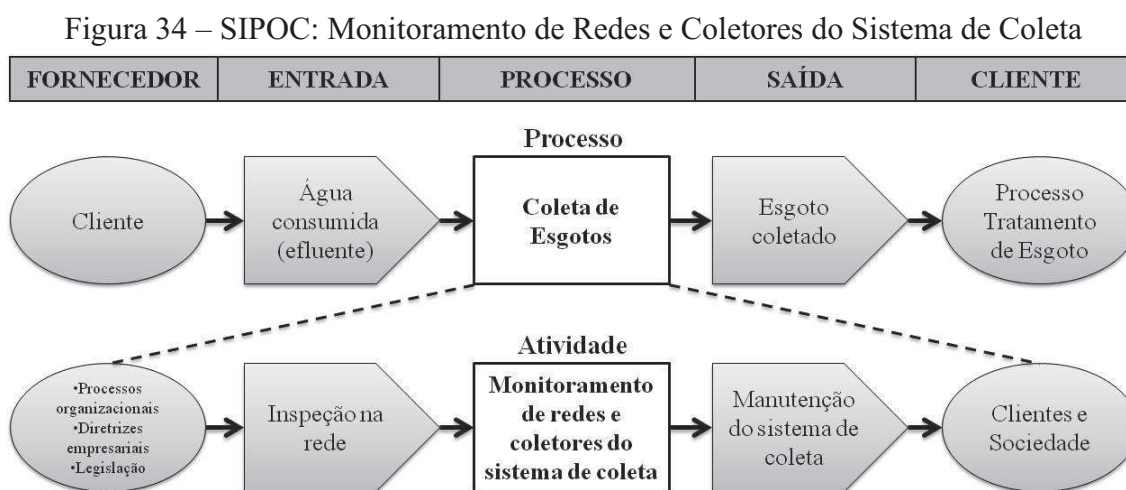 Figura 34 – SIPOC: Monitoramento de Redes e Coletores do Sistema de Coleta
FORNECEDOR ENTRADA PROCESSO SAÍDA CLIENTE
Processo
Cliente
Água
consumida
(efluente)
Coleta de
Esgotos
Esgoto
coletado
Processo
Tratamento
de Esgoto
Atividade
•Processos
organizacionais
•Diretrizes
empresariais
•Legislação
Inspeção na
rede
Monitoramento
de redes e
coletores do
sistema de coleta
Manutenção
do sistema de
coleta
Clientes e
Sociedade